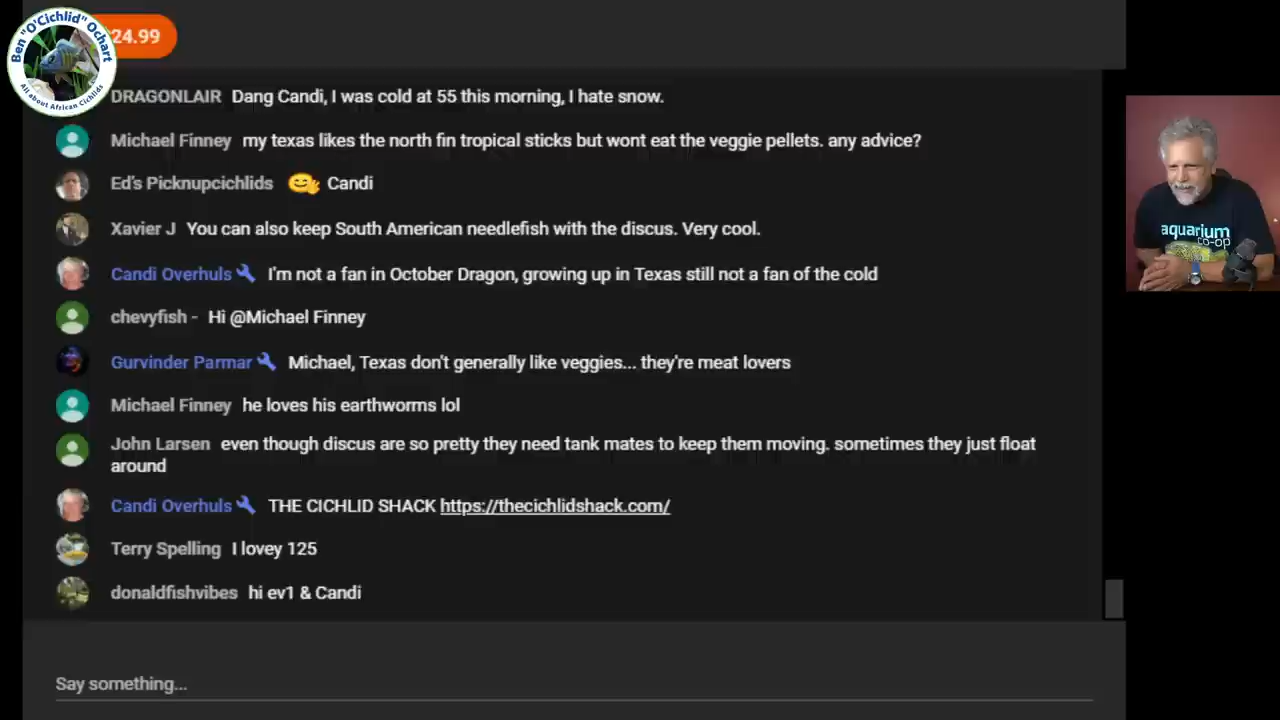 Ben "O'Cichlid" Ochart
All about African Cichlids
24.99
DRAGONLAIR Dang Candi, I was cold at 55 this morning, I hate snow.
Michael Finney my texas likes the north fin tropical sticks but wont eat the veggie pellets. any advice?
Ed's Picknupcichlids Candi
Xavier J You can also keep South American needlefish with the discus. Very cool.
Candi Overhuls I'm not a fan in October Dragon, growing up in Texas still not a fan of the cold
chevyfish - Hi @Michael Finney
Gurvinder Parmar Michael, Texas don't generally like veggies... they're meat lovers
Michael Finney he loves his earthworms lol
John Larsen even though discus are so pretty they need tank mates to keep them moving. sometimes they just float
around
Candi Overhuls THE CICHLID SHACK https://thecichlidshack.com/
Terry Spelling I lovey 125
donaldfishvibes hi ev1 & Candi
Say something...
aquarium
co-op